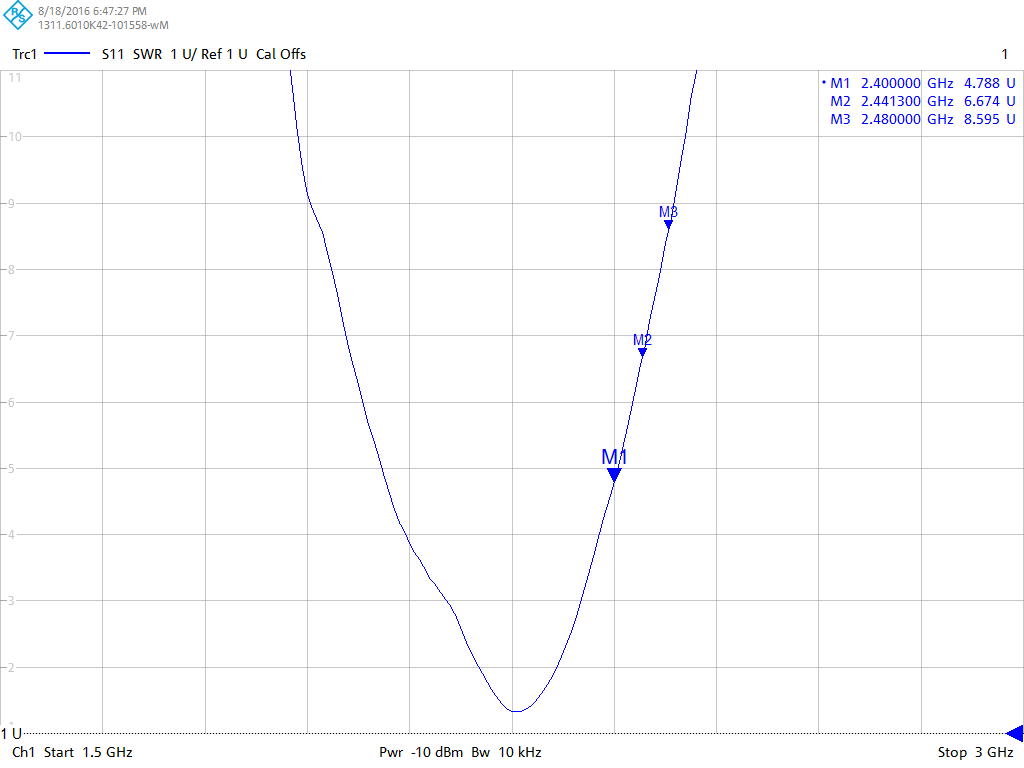 R S
8/18/2016 6:47:27 PM
1311.6010K42-101558-wM
Trc1 S11 SWR 1 U/ Ref 1 U Cal Offs 1
11
• M1 2.400000 GHz 4.788 U
M2 2.441300 GHz 6.674 U
M3 2.480000 GHz 8.595 U
10
9
M3
8
7
M2
6
M1
5
4
3
2
1
1 U
Ch1 Start 1.5 GHz Pwr -10 dBm Bw 10 kHz Stop 3 GHz